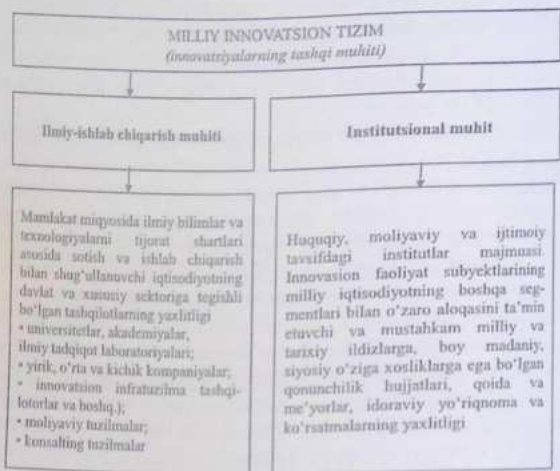 MILLIY INNOVATSION TIZIM
(innovatsiyalarning tashqi muhiti)
Ilmiy-ishlab chiqarish muhiti
Institutsional muhit
Mamlakat miqyosida ilmiy bilimlar va
texnologiyalarni tijorat shartlari
asosida sotish va ishlab chiqarish
bilan shug'ullanuvchi iqtisodiyotning
davlat va xususiy sektoriga tegishli
bo'lgan tashqilotlarning yaxlitligi
• universitetlar, akademiyalar,
ilmiy tadqiqot laboratoriyalari;
• yirik, o'rta va kichik kompaniyalar;
• innovatsion infratuzilma tashqi-
lotorlar va boshq.);
• moliyaviy tuzilmalar;
• konsalting tuzilmalar
Huquqiy, moliyaviy va ijtimoiy
tavsifdagi institutlar majmuasi.
Innovasion faoliyat subyektlarining
milliy iqtisodiyotning boshqa seg-
mentlari bilan o'zaro aloqasini ta'min
etuvchi va mustahkam milliy va
tarixiy ildizlarga, boy madaniy,
siyosiy o'ziga xosliklarga ega bo'lgan
qonunchilik hujjatlari, qoida va
me'yorlar, idoraviy yo'riqnoma va
ko'rsatmalarning yaxlitligi